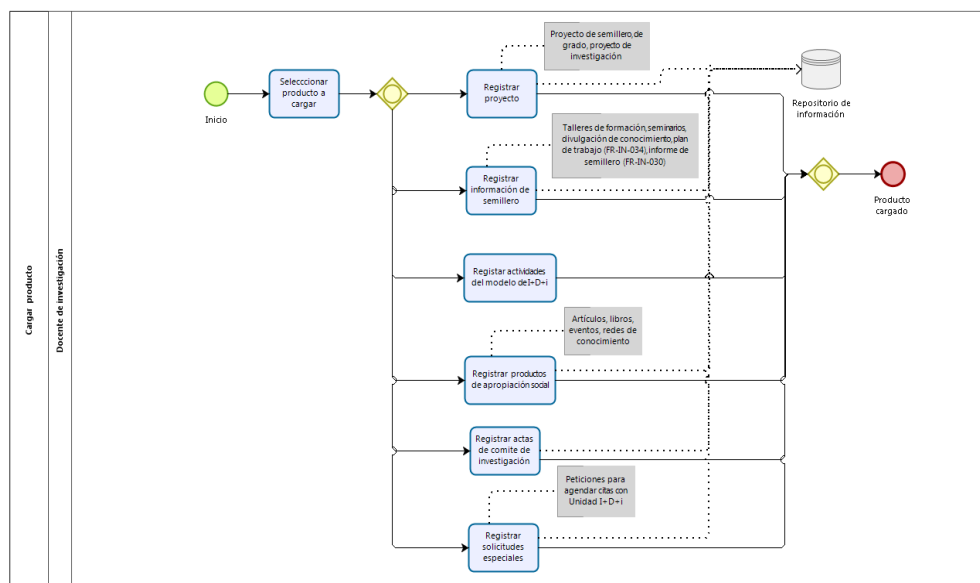 Cargar producto
Docente de investigación
Inicio
Selecccionar
producto a
cargar
Proyecto de semillero,de
grado, proyecto de
investigación
Registrar
proyecto
Repositorio de
información
Talleres de formación,seminarios,
divulgación de conocimiento,plan
de trabajo (FR-IN-034),informe de
semillero (FR-IN-030)
Registrar
información de
semillero
Producto
cargado
Registar actividades
del modelo deI+D+i
Artículos, libros,
eventos, redes de
conocimiento
Registrar productos
de apropiación social
Registrar actas
de comite de
investigación
Peticiones para
agendar citas con
Unidad I+D+i
Registrar
solicitudes
especiales